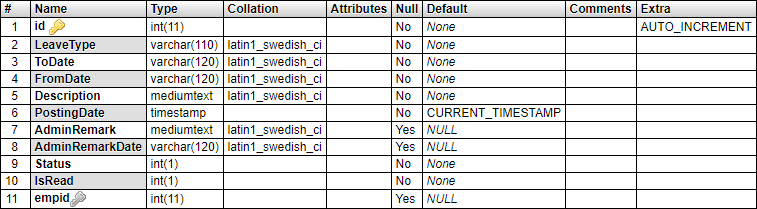 # Name Type Collation Attributes Null Default Comments Extra
1 id int(11) No None AUTO_INCREMENT
2 LeaveType varchar(110) latin1_swedish_ci No None
3 ToDate varchar(120) latin1_swedish_ci No None
4 FromDate varchar(120) latin1_swedish_ci No None
5 Description mediumtext latin1_swedish_ci No None
6 PostingDate timestamp No CURRENT_TIMESTAMP
7 AdminRemark mediumtext latin1_swedish_ci Yes NULL
8 AdminRemarkDate varchar(120) latin1_swedish_ci Yes NULL
9 Status int(1) No None
10 IsRead int(1) No None
11 empid int(11) Yes NULL